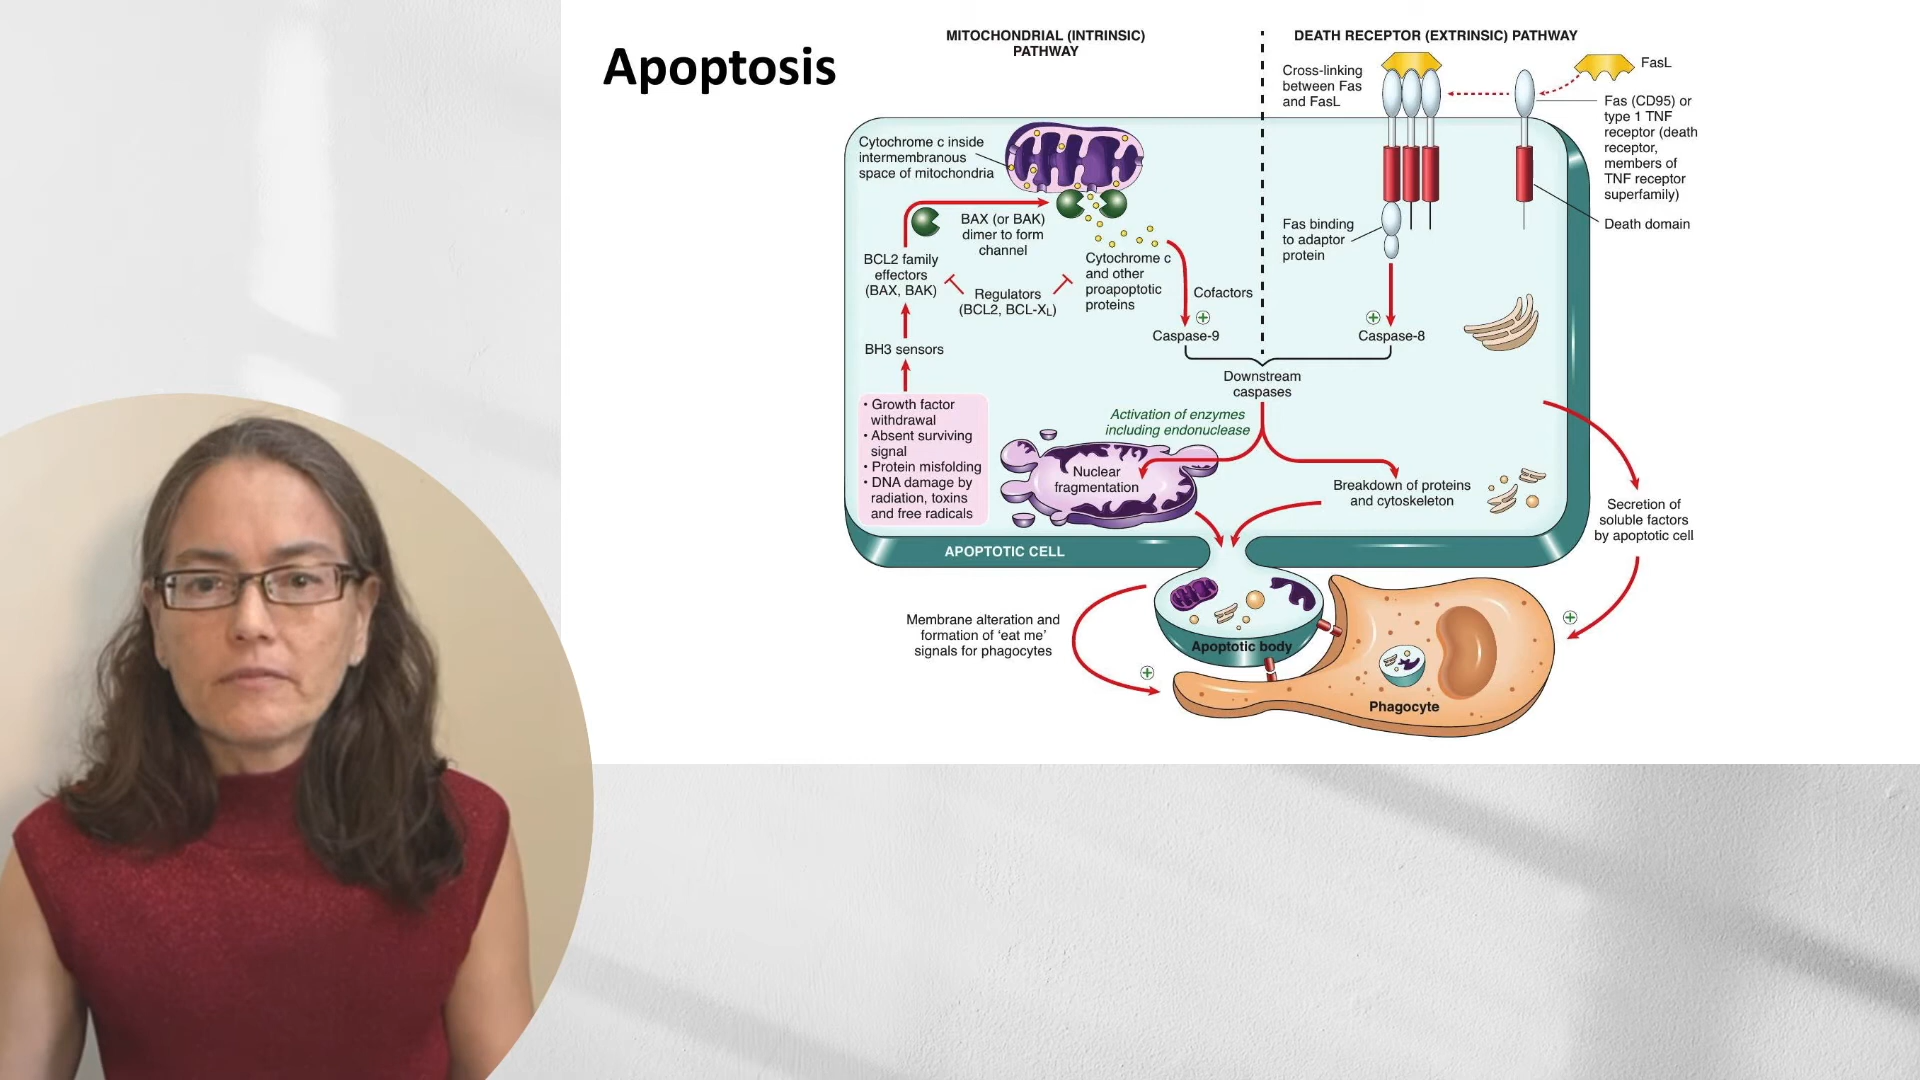 Apoptosis
MITOCHONDRIAL (INTRINSIC)
PATHWAY
DEATH RECEPTOR (EXTRINSIC) PATHWAY
Cross-linking
between Fas
and FasL
FasL
Fas (CD95) or
type 1 TNF
receptor (death
receptor,
members of
TNF receptor
superfamily)
Death domain
Fas binding
to adaptor
protein
Cytochrome c inside
intermembranous
space of mitochondria
BAX (or BAK)
dimer to form
channel
BCL2 family
effectors
(BAX, BAK)
Regulators
(BCL2, BCL-XL)
Cytochrome c
and other
proapoptotic
proteins
Cofactors
+
Caspase-9
+
Caspase-8
BH3 sensors
Downstream
caspases
• Growth factor
withdrawal
• Absent surviving
signal
• Protein misfolding
• DNA damage by
radiation, toxins
and free radicals
Activation of enzymes
including endonuclease
Nuclear
fragmentation
Breakdown of proteins
and cytoskeleton
Secretion of
soluble factors
by apoptotic cell
APOPTOTIC CELL
Membrane alteration and
formation of ‘eat me’
signals for phagocytes
+
+
Apoptotic body
Phagocyte